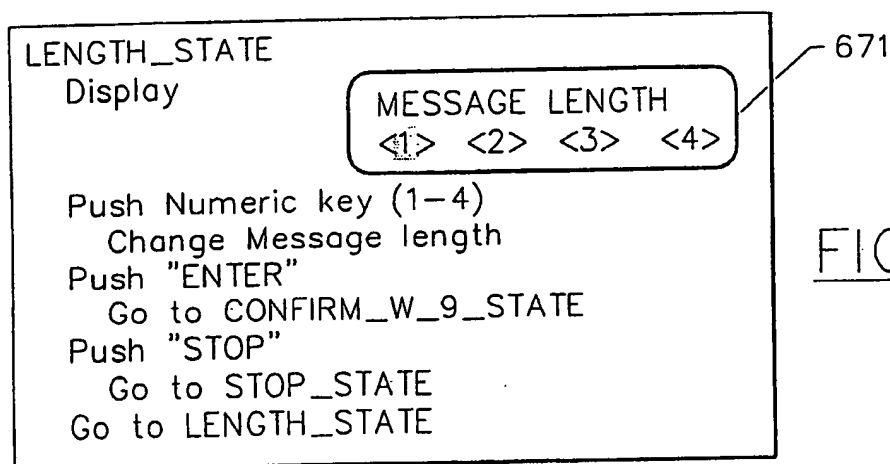 LENGTH_STATE
Display
MESSAGE LENGTH
<1> <2> <3> <4>
671
Push Numeric key (1-4)
Change Message length
Push "ENTER"
Go to CONFIRM_W_9_STATE
Push "STOP"
Go to STOP_STATE
Go to LENGTH_STATE